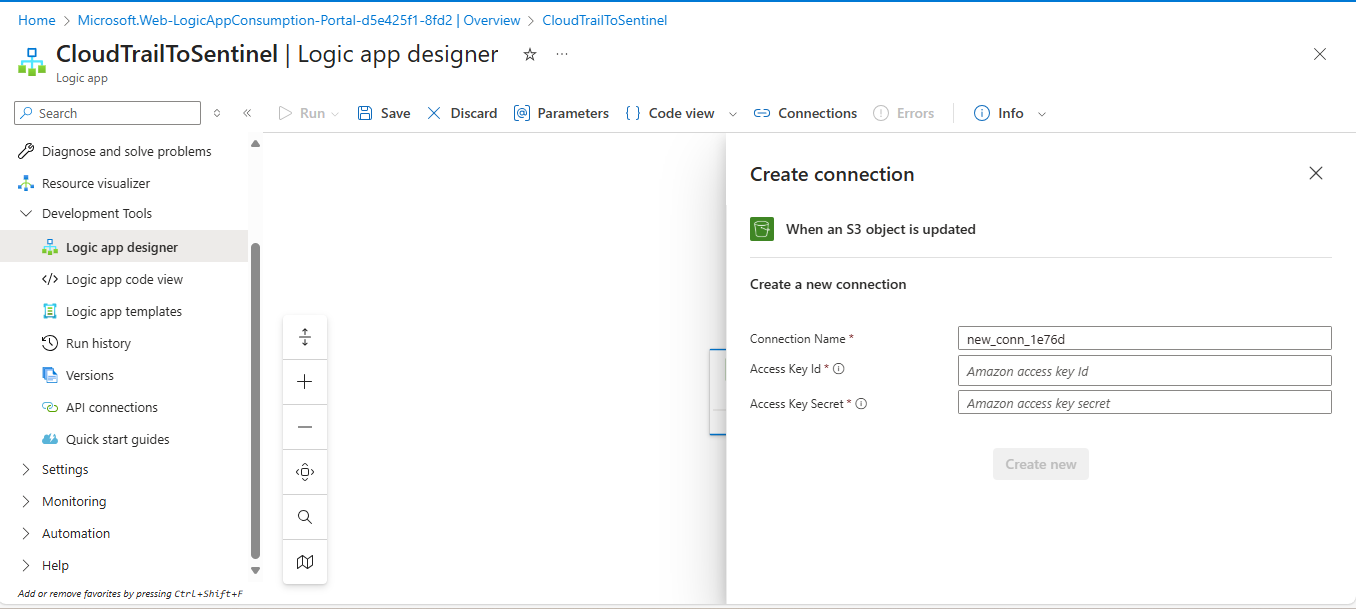 Home > Microsoft.Web-LogicAppConsumption-Portal-d5e425f1-8fd2 | Overview > CloudTrailToSentinel
CloudTrailToSentinel | Logic app designer
Logic app
Search
Run
Save
Discard
Parameters
Code view
Connections
Errors
Info
Diagnose and solve problems
Resource visualizer
Development Tools
Logic app designer
Logic app code view
Logic app templates
Run history
Versions
API connections
Quick start guides
Settings
Monitoring
Automation
Help
Add or remove favorites by pressing Ctrl+Shift+F
Create connection
When an S3 object is updated
Create a new connection
Connection Name * new_conn_1e76d
Access Key Id * Amazon access key Id
Access Key Secret * Amazon access key secret
Create new